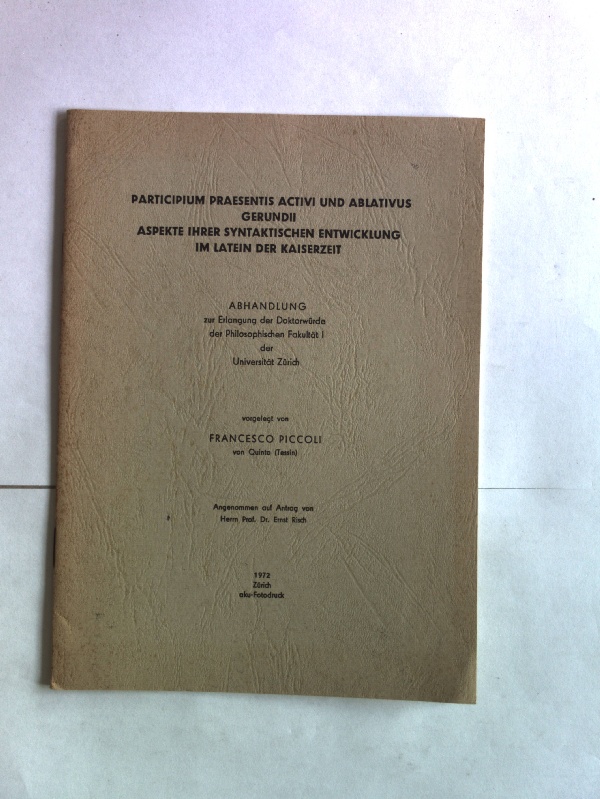 PARTICIPIUM PRAESENTIS ACTIVI UND ABLATIVUS
GERUNDII
ASPEKTE IHRER SYNTAKTISCHEN ENTWICKLUNG
IM LATEIN DER KAISERZEIT
ABHANDLUNG
zur Erlangung der Doktorwürde
der Philosophischen Fakultät I
der
Universität Zürich
vorgelegt von
FRANCESCO PICCOLI
von Quinto (Tessin)
Angenommen auf Antrag von
Herrn Prof. Dr. Ernst Risch
1972
Zürich
aku-Fotodruck